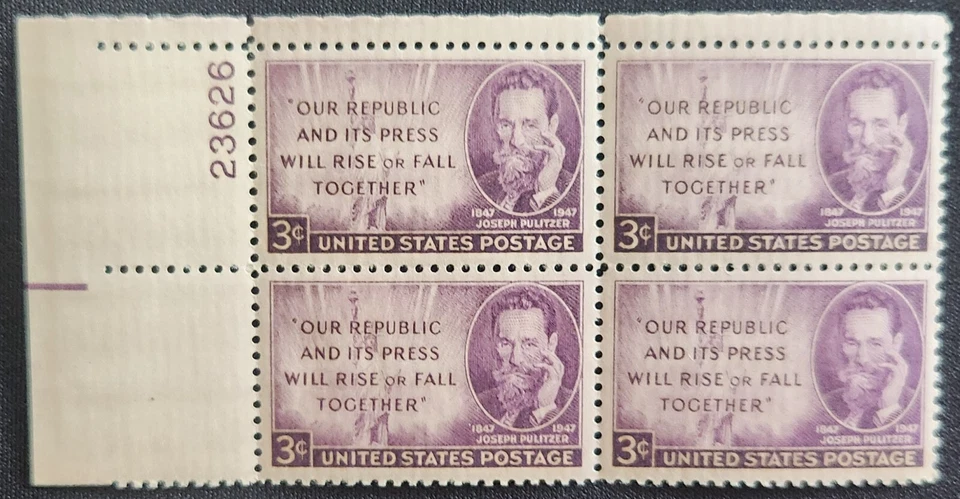 23626
"OUR REPUBLIC
AND ITS PRESS
WILL RISE OR FALL
TOGETHER"
1847 1947
JOSEPH PULITZER
3¢ UNITED STATES POSTAGE
"OUR REPUBLIC
AND ITS PRESS
WILL RISE OR FALL
TOGETHER"
1847 1947
JOSEPH PULITZER
3¢ UNITED STATES POSTAGE
"OUR REPUBLIC
AND ITS PRESS
WILL RISE OR FALL
TOGETHER"
1847 1947
JOSEPH PULITZER
3¢ UNITED STATES POSTAGE
"OUR REPUBLIC
AND ITS PRESS
WILL RISE OR FALL
TOGETHER"
1847 1947
JOSEPH PULITZER
3¢ UNITED STATES POSTAGE